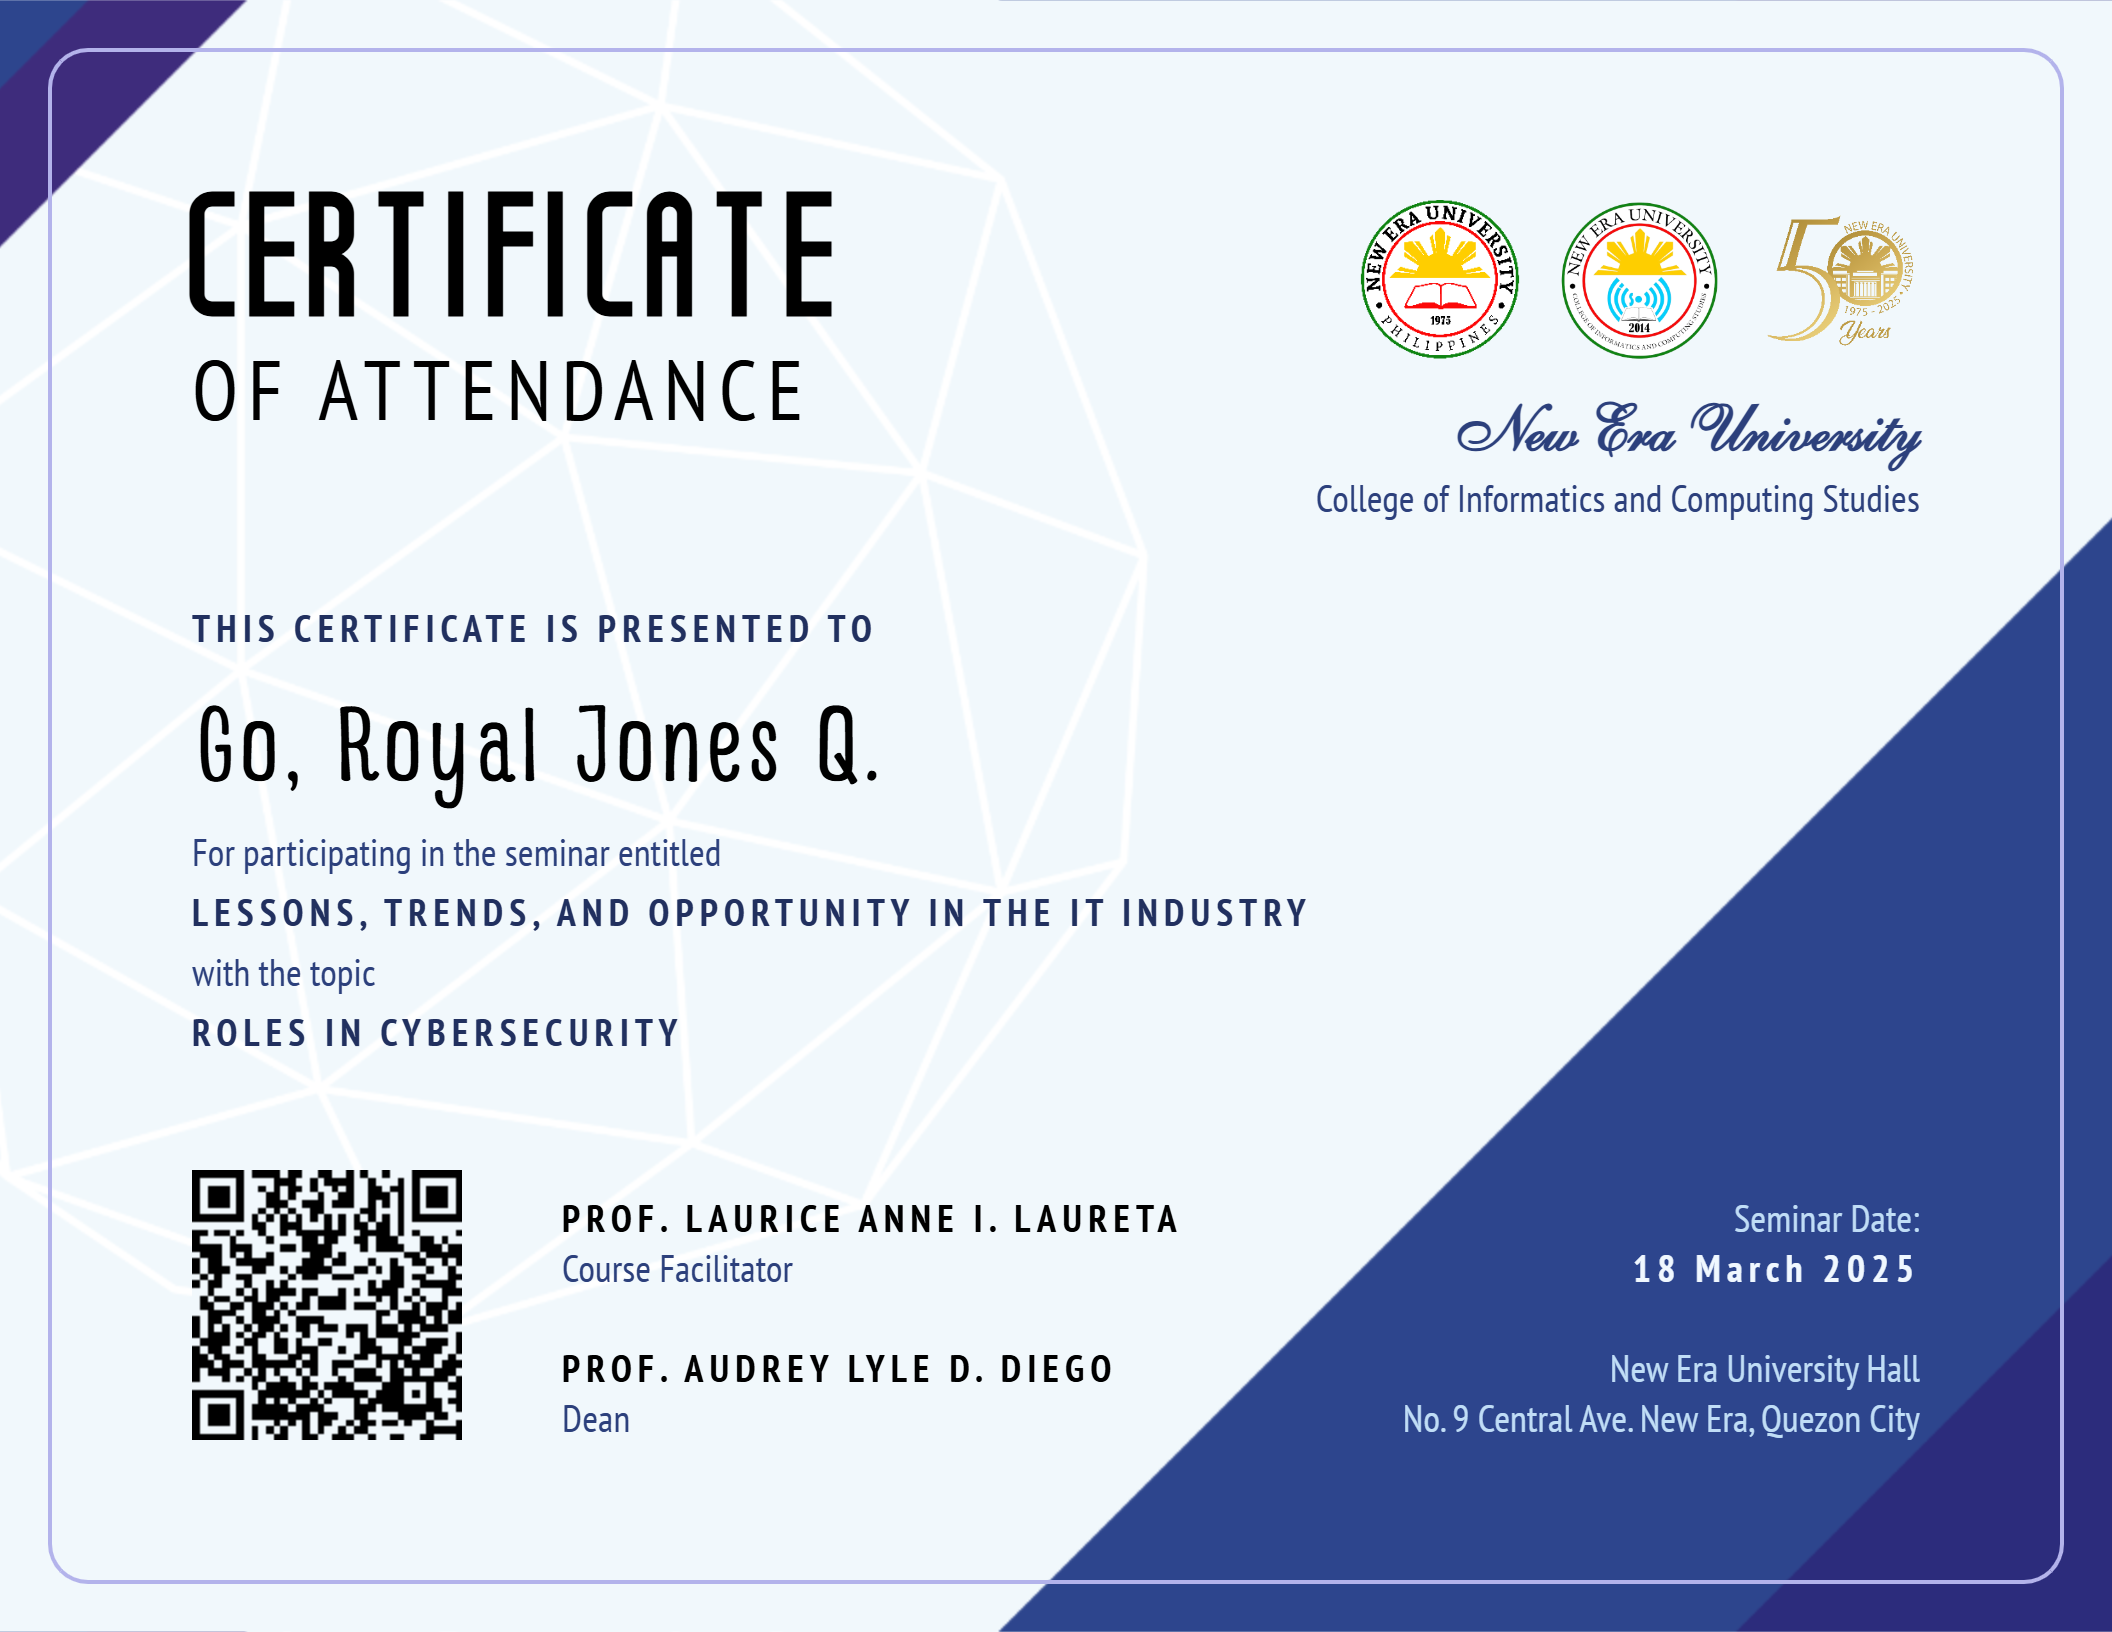 CERTIFICATE
OF ATTENDANCE
NEW ERA UNIVERSITY
PHILIPPINES
1975
NEW ERA UNIVERSITY
COLLEGE OF INFORMATICS AND COMPUTING STUDIES
2014
50
NEW ERA UNIVERSITY
1975 - 2025
Years
New Era University
College of Informatics and Computing Studies
THIS CERTIFICATE IS PRESENTED TO
Go, Royal Jones Q.
For participating in the seminar entitled
LESSONS, TRENDS, AND OPPORTUNITY IN THE IT INDUSTRY
with the topic
ROLES IN CYBERSECURITY
PROF. LAURICE ANNE I. LAURETA
Course Facilitator
PROF. AUDREY LYLE D. DIEGO
Dean
Seminar Date:
18 March 2025
New Era University Hall
No. 9 Central Ave. New Era, Quezon City